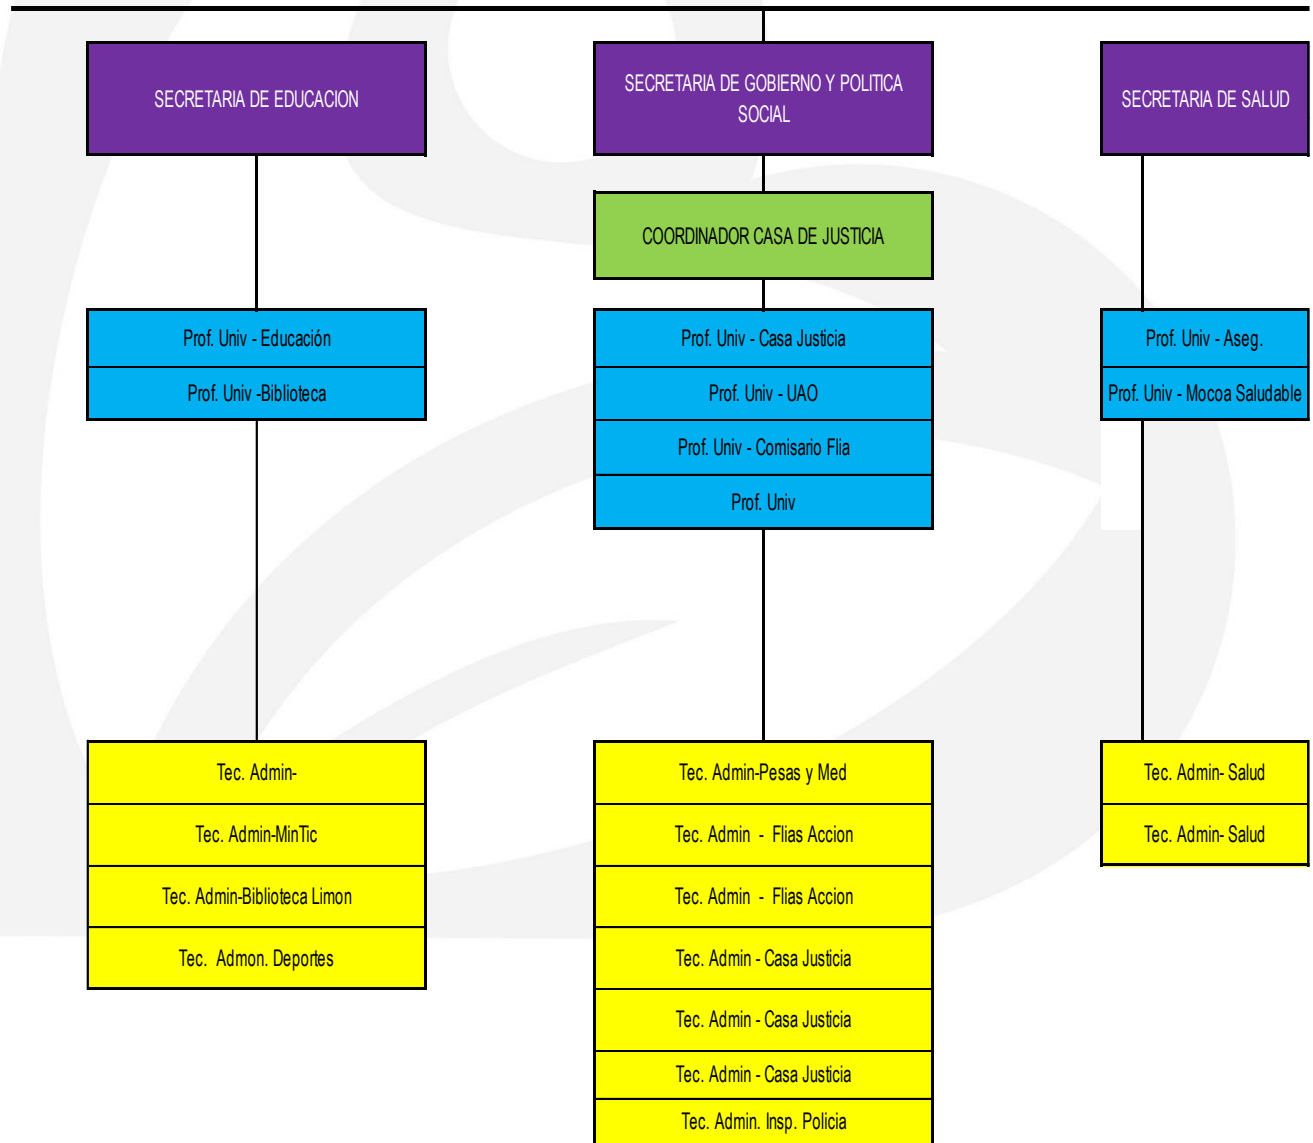 SECRETARIA DE EDUCACION
SECRETARIA DE GOBIERNO Y POLITICA
SOCIAL
SECRETARIA DE SALUD
COORDINADOR CASA DE JUSTICIA
Prof. Univ - Educación
Prof. Univ -Biblioteca
Prof. Univ - Casa Justicia
Prof. Univ - UAO
Prof. Univ - Comisario Flia
Prof. Univ
Prof. Univ - Aseg.
Prof. Univ - Mocoa Saludable
Tec. Admin-
Tec. Admin-MinTic
Tec. Admin-Biblioteca Limon
Tec. Admon. Deportes
Tec. Admin-Pesas y Med
Tec. Admin - Flias Accion
Tec. Admin - Flias Accion
Tec. Admin - Casa Justicia
Tec. Admin - Casa Justicia
Tec. Admin - Casa Justicia
Tec. Admin. Insp. Policia
Tec. Admin- Salud
Tec. Admin- Salud